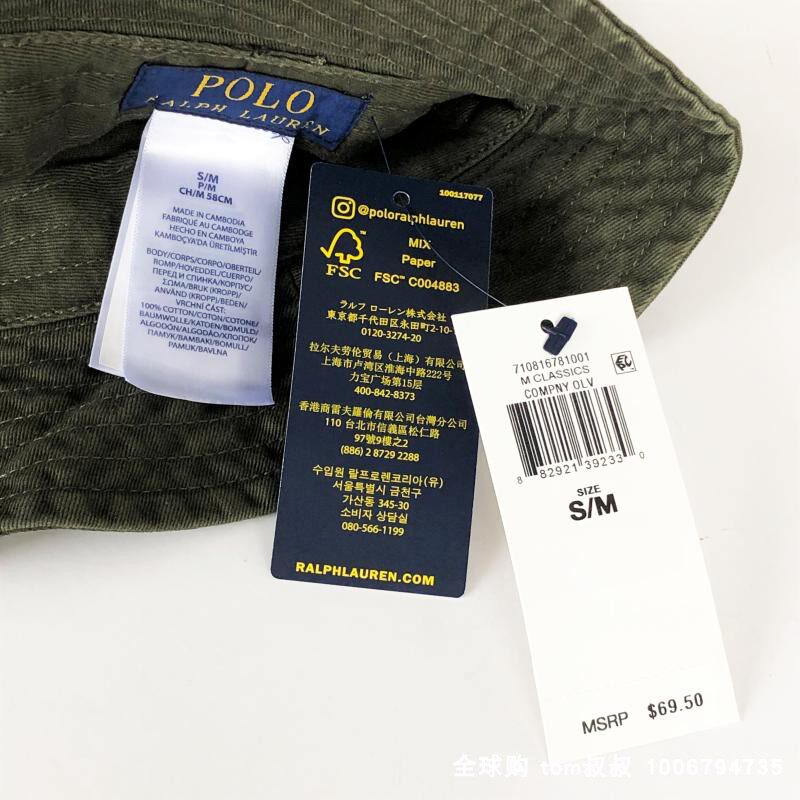 POLO
RALPH LAUREN
S/M
P/M
CH/M 58CM
MADE IN CAMBODIA
FABRIQUÉ AU CAMBODGE
HECHO EN CAMBOYA
KAMBOÇYA'DA ÜRETİLMİŞTİR
BODY/CORPS/CORPO/OBERTEIL/
ROMP/HOVEDDEL/CUERPO/
ПЕРЕД И СПИНКА/KORPUS/
ΣΩΜΑ/BRUK (KROPP)/
ANVÄND (KROPP)/BEDEN/
VRCHNÍ ČÁST:
100% COTTON/COTON/COTONE/
BAUMWOLLE/KATOEN/BOMULD/
ALGODÓN/ALGODÃO/ХЛОПОК/
ΠΑΜΥΚ/BAVLNA/BOMULL/
PAMUK/BAVLNA
100117077
@poloralphlauren
FSC™
MIX
Paper
FSC™ C004883
ラルフ ローレン株式会社
東京都千代田区永田町2-10-
0120-3274-20
拉尔夫劳伦贸易（上海）有限公司
上海市卢湾区淮海中路222号
力宝广场第15层
400-842-8373
香港商雷夫羅倫有限公司台灣分公司
110 台北市信義區松仁路
97號9樓之2
(886) 2 8729 2288
수입원 랄프로렌코리아(유)
서울특별시 금천구
가산동 345-30
소비자 상담실
080-566-1199
RALPHLAUREN.COM
710816781001
M CLASSICS
COMPNY OLV
8 82921 39233 0
SIZE
S/M
MSRP $69.50
全球购 tom叔叔 1006794735